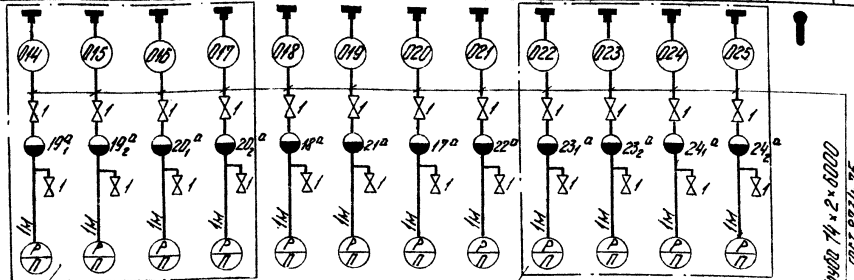 014 015 016 017 018 019 020 021 022 023 024 025
1 1 1 1 1 1 1 1 1 1 1 1
19₁ᵃ 19₂ᵃ 20₁ᵃ 20₂ᵃ 18ᵃ 21ᵃ 17ᵃ 22ᵃ 23₁ᵃ 23₂ᵃ 24₁ᵃ 24₂ᵃ
1 1 1 1 1 1 1 1 1 1 1 1
1м 1м 1м 1м 1м 1м 1м 1м 1м 1м 1м 1м
Р Р Р Р Р Р Р Р Р Р Р Р
П П П П П П П П П П П П
14×2×6000